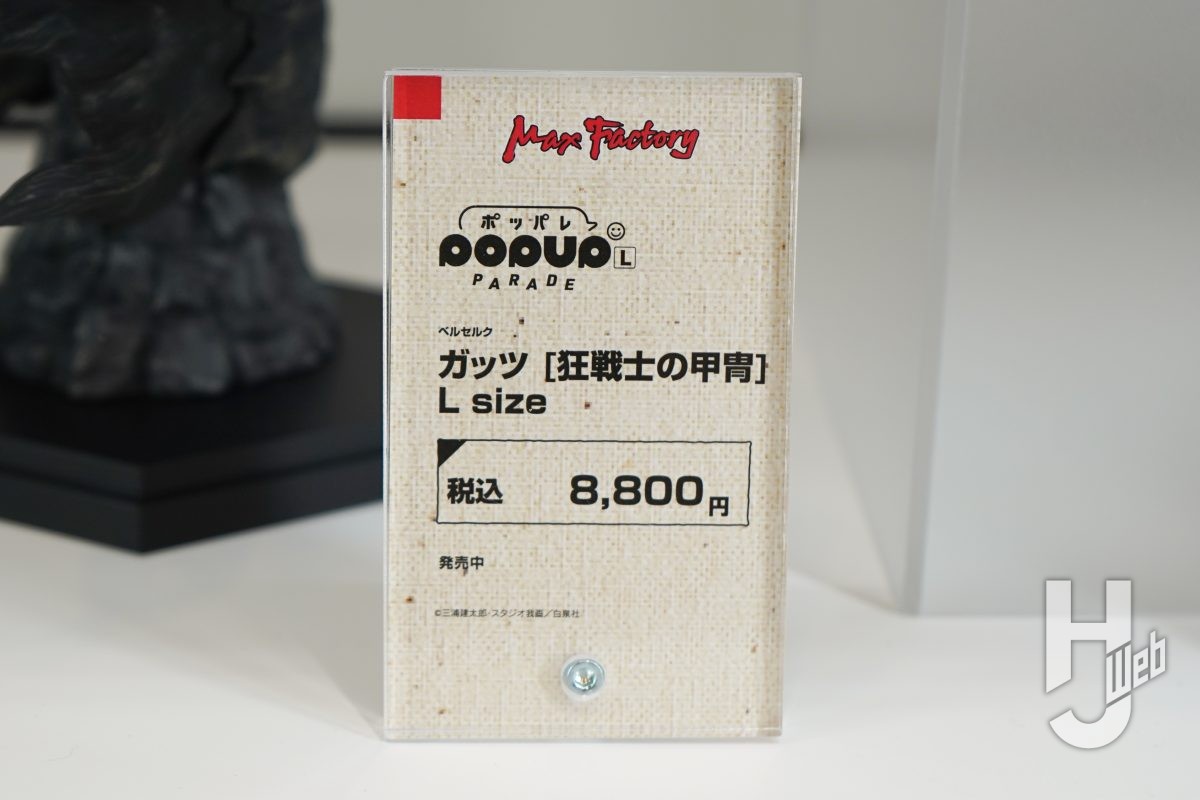 Max Factory
ポッパレ
POPUP L
PARADE
ベルセルク
ガッツ [狂戦士の甲冑]
L size
税込 8,800円
発売中
©三浦建太郎・スタジオ我画／白泉社
HJ Web